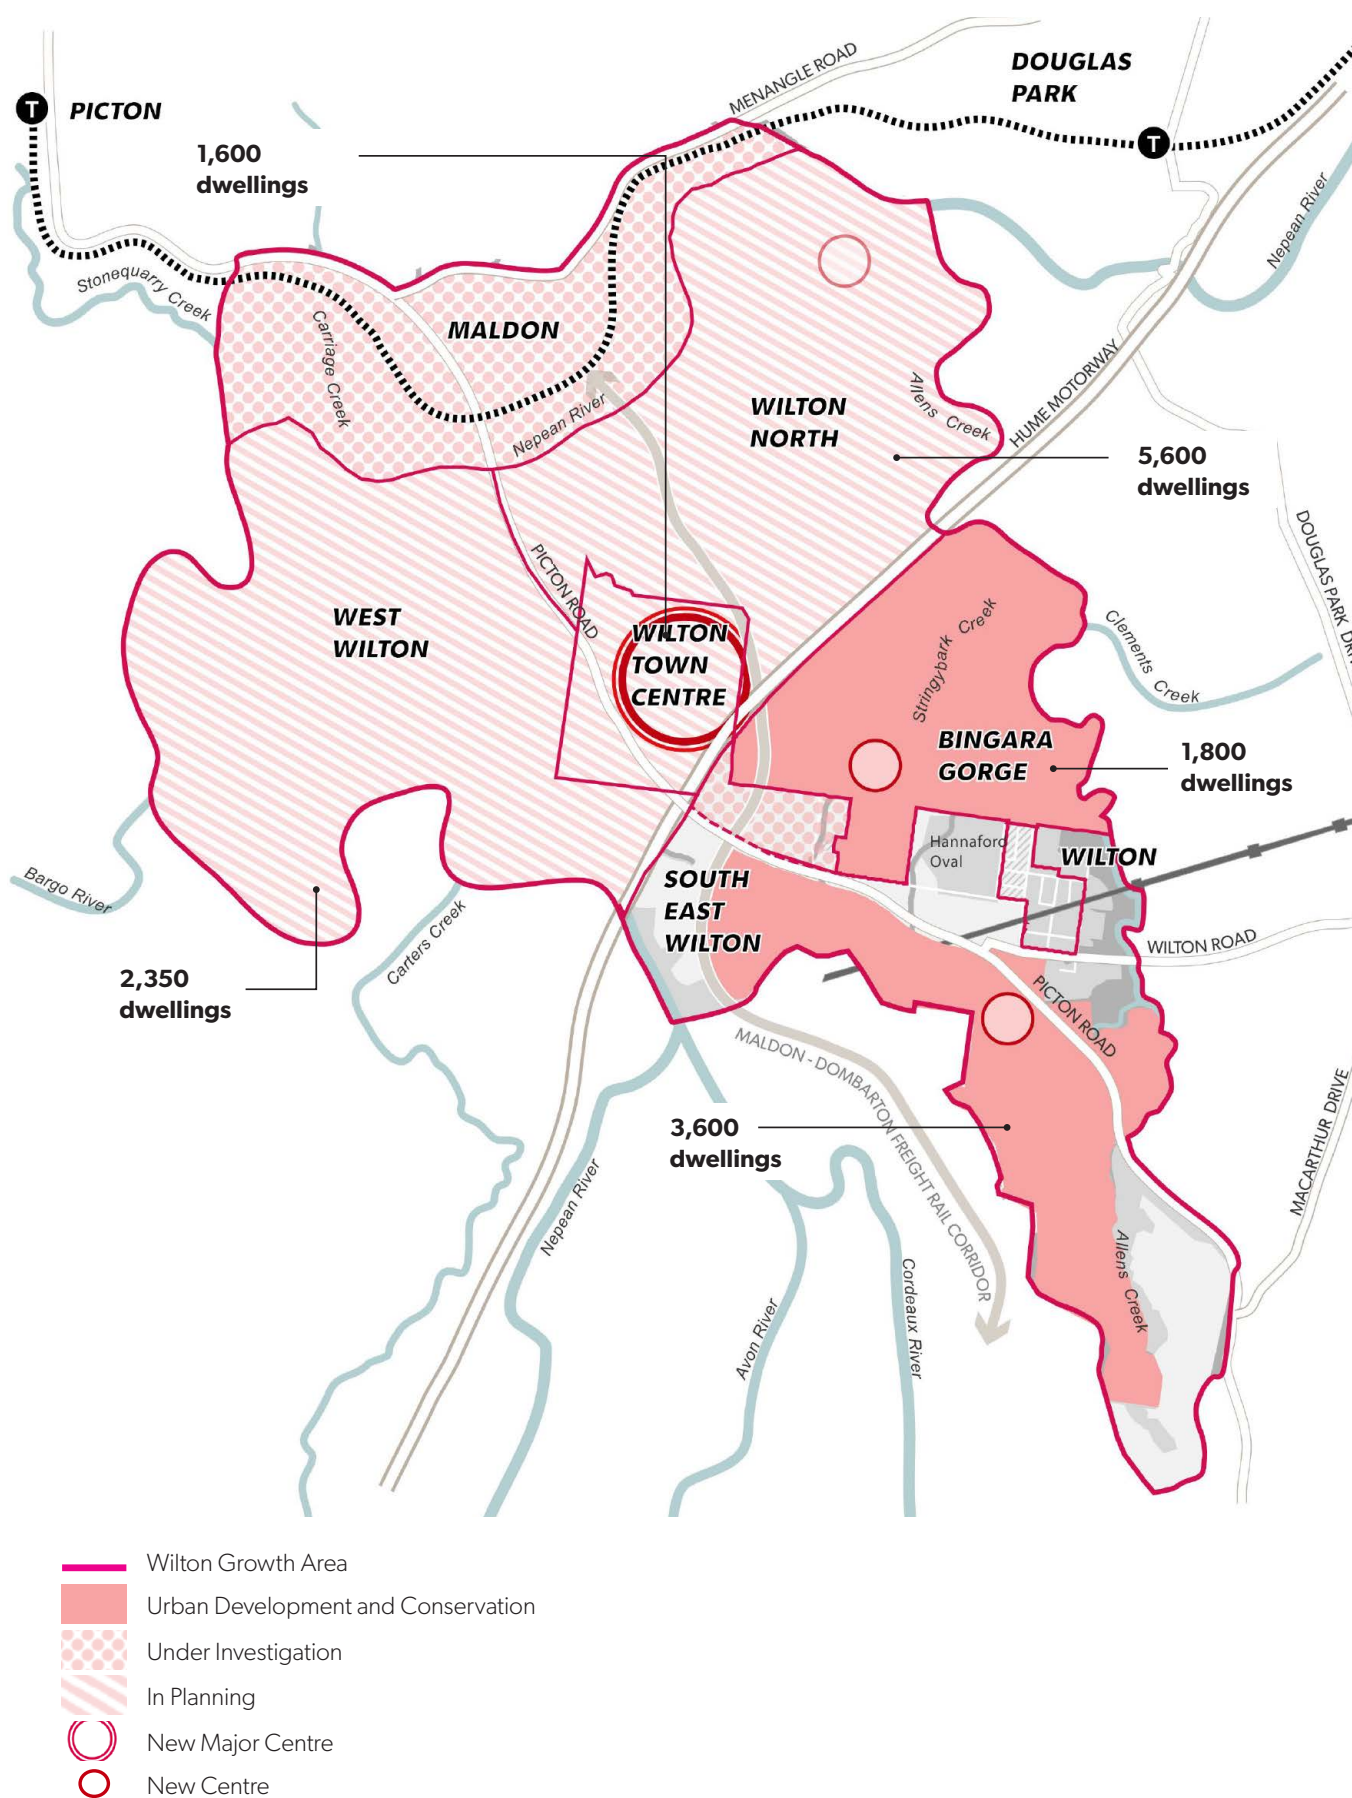 DOUGLAS
PARK
MENANGLE ROAD
T
PICTON
T
1,600
dwellings
Nepean River
Stonequarry Creek
Carriage Creek
MALDON
WILTON
NORTH
Allens Creek
HUME MOTORWAY
Nepean River
5,600
dwellings
DOUGLAS PARK DRI
PICTON ROAD
WEST
WILTON
WILTON
TOWN
CENTRE
Stringybark Creek
Clements Creek
BINGARA
GORGE
1,800
dwellings
Hannaford
Oval
WILTON
SOUTH
EAST
WILTON
Bargo River
Carters Creek
WILTON ROAD
2,350
dwellings
PICTON ROAD
MALDON - DOMBARTON FREIGHT RAIL CORRIDOR
3,600
dwellings
MACARTHUR DRIVE
Nepean River
Allens Creek
Avon River
Cordeaux River
Wilton Growth Area
Urban Development and Conservation
Under Investigation
In Planning
New Major Centre
New Centre